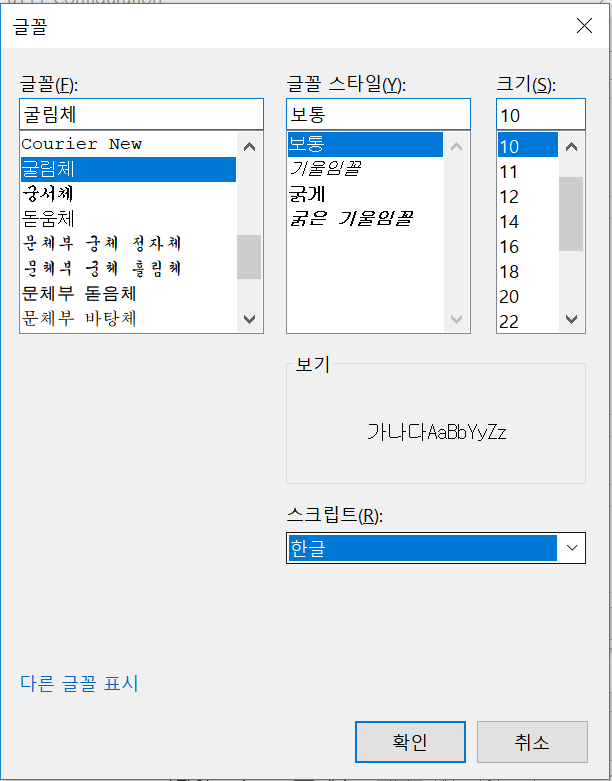 글꼴
글꼴(F):
글꼴 스타일(Y):
크기(S):
굴림체
보통
10
Courier New
굴림체
궁서체
돋움체
문체부 궁체 정자체
문체부 궁체 흘림체
문체부 돋음체
문체부 바탕체
보통
기울임꼴
굵게
굵은 기울임꼴
10
11
12
14
16
18
20
22
보기
가나다AaBbYyZz
스크립트(R):
한글
다른 글꼴 표시
확인
취소